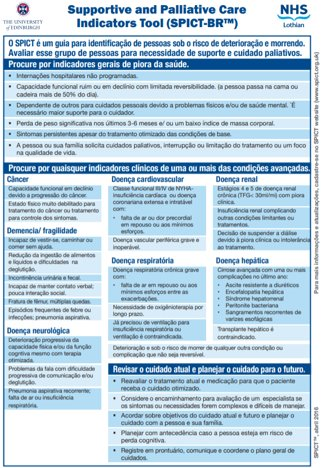 THE UNIVERSITY
of EDINBURGH
Supportive and Palliative Care
Indicators Tool (SPICT-BR™)
NHS
Lothian
O SPICT é um guia para identificação de pessoas sob o risco de deterioração e morrendo.
Avaliar esse grupo de pessoas para necessidade de suporte e cuidado paliativos.
Procure por indicadores gerais de piora da saúde.
• Internações hospitalares não programadas.
• Capacidade funcional ruim ou em declínio com limitada reversibilidade. (a pessoa passa na cama ou
cadeira mais de 50% do dia).
• Dependente de outros para cuidados pessoais devido a problemas físicos e/ou de saúde mental. É
necessário maior suporte para o cuidador.
• Perda de peso significativa nos últimos 3-6 meses e/ ou um baixo índice de massa corporal.
• Sintomas persistentes apesar do tratamento otimizado das condições de base.
• A pessoa ou sua família solicita cuidados paliativos, interrupção ou limitação do tratamento ou um foco
na qualidade de vida.
Procure por quaisquer indicadores clínicos de uma ou mais das condições avançadas.
Câncer
Capacidade funcional em declínio
devido a progressão do câncer.
Estado físico muito debilitado para
tratamento do câncer ou tratamento
para controle dos sintomas.
Demencia/ fragilidade
Incapaz de vestir-se, caminhar ou
comer sem ajuda.
Redução da ingestão de alimentos
e líquidos e dificuldades na
deglutição.
Incontinência urinária e fecal.
Incapaz de manter contato verbal;
pouca interação social.
Fratura de fêmur, múltiplas quedas.
Episódios frequentes de febre ou
infecções; pneumonia aspirativa.
Doença neurológica
Deterioração progressiva da
capacidade física e/ou da função
cognitiva mesmo com terapia
otimizada.
Problemas da fala com dificuldade
progressiva de comunicação e/ou
deglutição.
Pneumonia aspirativa recorrente;
falta de ar ou insuficiência
respiratória.
Doença cardiovascular
Classe funcional III/IV de NYHA-
insuficiência cardíaca ou doença
coronariana extensa e intratável
com:
• falta de ar ou dor precordial
em repouso ou aos mínimos
esforços.
Doença vascular periférica grave e
inoperável.
Doença respiratória
Doença respiratória crônica grave
com:
• falta de ar em repouso ou aos
mínimos esforços entre as
exacerbações.
Necessidade de oxigênioterapia por
longo prazo.
Já precisou de ventilação para
insuficiência respiratória ou
ventilação é contraindicada.
Doença renal
Estágios 4 e 5 de doença renal
crônica (TFG< 30ml/mi) com piora
clínica.
Insuficiência renal complicando
outras condições limitantes ou
tratamentos.
Decisão de suspender a diálise
devido à piora clínica ou intolerância
ao tratamento.
Doença hepática
Cirrose avançada com uma ou mais
complicações no último ano:
• Ascite resistente a diuréticos
• Encefalopatia hepática
• Síndrome hepatorrenal
• Peritonite bacteriana
• Sangramentos recorrentes de
varizes esofágicas
Transplante hepático é
contraindicado.
Deterioração e sob o risco de morrer de qualquer outra condição ou
complicação que não seja reversível.
Revisar o cuidado atual e planejar o cuidado para o futuro.
• Reavaliar o tratamento atual e medicação para que o paciente
receba o cuidado otimizado.
• Considere o encaminhamento para avaliação de um especialista se
os sintomas ou necessidades forem complexos e difíceis de manejar.
• Acordar sobre objetivos do cuidado atual e futuro e planejar o
cuidado com a pessoa e sua família.
• Planejar com antecedência caso a pessoa esteja em risco de
perda cognitiva.
• Registre em prontuário, comunique e coordene o plano geral de
cuidados.
Para mais informações e atualizações, cadastre-se no SPICT website (www.spict.org.uk)
SPICT™, abril 2016